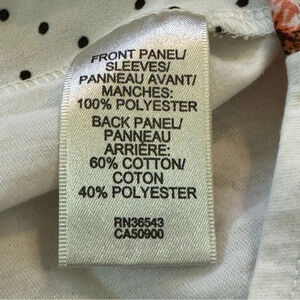 FRONT PANEL/
SLEEVES/
PANNEAU AVANT/
MANCHES:
100% POLYESTER
BACK PANEL/
PANNEAU
ARRIÈRE:
60% COTTON/
COTON
40% POLYESTER
RN36543
CA50900